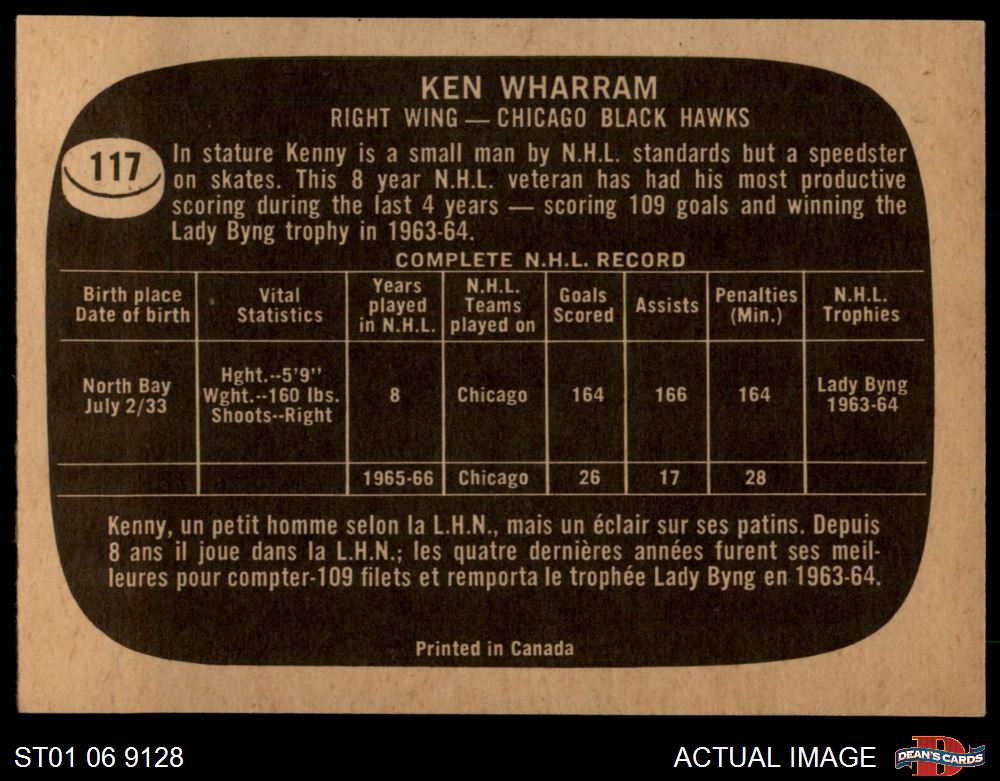 KEN WHARRAM
RIGHT WING — CHICAGO BLACK HAWKS
117
In stature Kenny is a small man by N.H.L. standards but a speedster
on skates. This 8 year N.H.L. veteran has had his most productive
scoring during the last 4 years — scoring 109 goals and winning the
Lady Byng trophy in 1963-64.
COMPLETE N.H.L. RECORD
Birth place
Date of birth
Vital
Statistics
Years
played
in N.H.L.
N.H.L.
Teams
played on
Goals
Scored
Assists
Penalties
(Min.)
N.H.L.
Trophies
North Bay
July 2/33
Hght.--5'9"
Wght.--160 lbs.
Shoots--Right
8
Chicago
164
166
164
Lady Byng
1963-64
1965-66
Chicago
26
17
28
Kenny, un petit homme selon la L.H.N., mais un éclair sur ses patins. Depuis
8 ans il joue dans la L.H.N.; les quatre dernières années furent ses meil-
leures pour compter-109 filets et remporta le trophée Lady Byng en 1963-64.
Printed in Canada
ST01 06 9128
ACTUAL IMAGE
D
DEAN'S CARDS